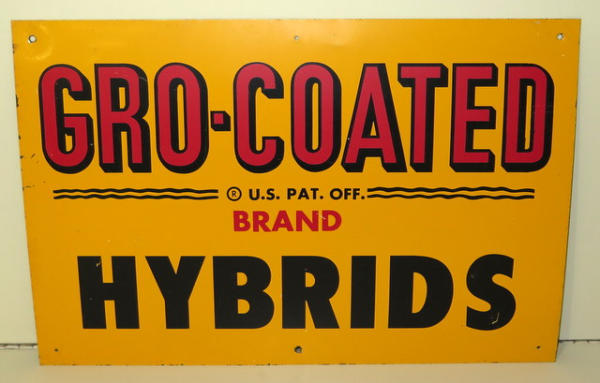 GRO-COATED
® U.S. PAT. OFF.
BRAND
HYBRIDS